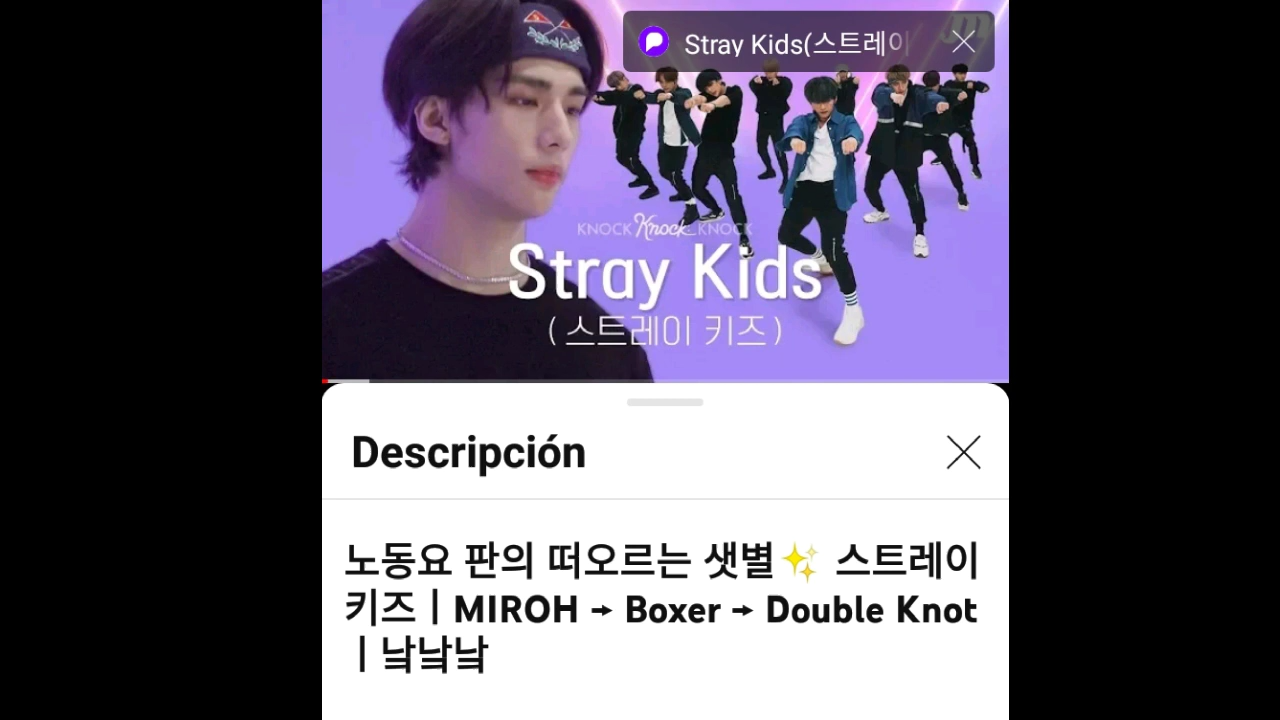 Stray Kids(스트레이
KNOCK Knock KNOCK
Stray Kids
(스트레이 키즈)
Descripción
노동요 판의 떠오르는 샛별✨ 스트레이
키즈 | MIROH → Boxer → Double Knot
| 낰낰낰